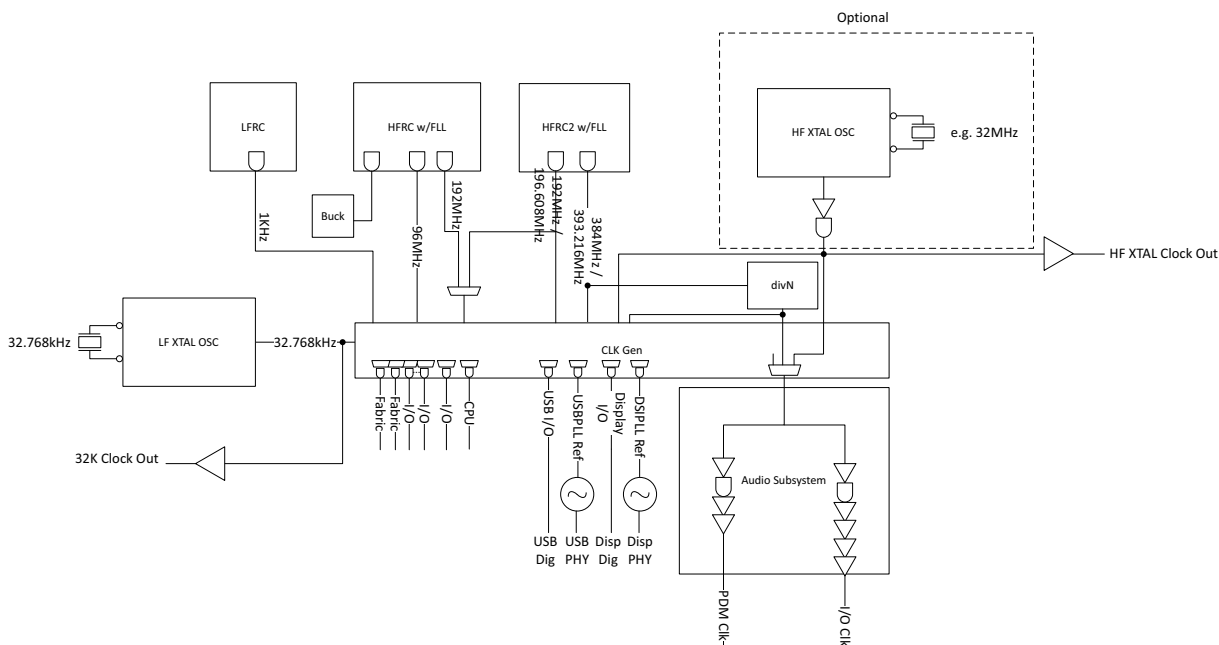 Optional
LFRC
HFRC w/FLL
HFRC2 w/FLL
HF XTAL OSC
e.g. 32MHz
Buck
1KHz
96MHz
192MHz
192MHz /
196.608MHz
384MHz /
393.216MHz
HF XTAL Clock Out
divN
32.768kHz
LF XTAL OSC
32.768kHz
CLK Gen
...
Fabric
Fabric
I/O
I/O
I/O
CPU
USB I/O
USBPLL Ref
Display
I/O
DSIPLL Ref
32K Clock Out
Audio Subsystem
USB
Dig
USB
PHY
Disp
Dig
Disp
PHY
PDM Clk
I/O Clk